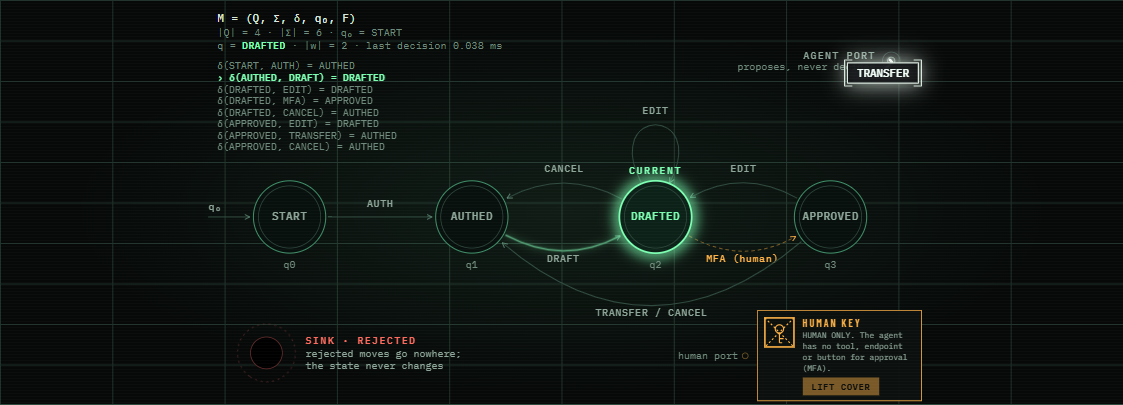 M = (Q, Σ, δ, q₀, F)
|Q| = 4 · |Σ| = 6 · q₀ = START
q = DRAFTED · |w| = 2 · last decision 0.038 ms
δ(START, AUTH) = AUTHED
› δ(AUTHED, DRAFT) = DRAFTED
δ(DRAFTED, EDIT) = DRAFTED
δ(DRAFTED, MFA) = APPROVED
δ(DRAFTED, CANCEL) = AUTHED
δ(APPROVED, EDIT) = DRAFTED
δ(APPROVED, TRANSFER) = AUTHED
δ(APPROVED, CANCEL) = AUTHED
AGENT PORT
proposes, never
TRANSFER
EDIT
CANCEL
CURRENT
EDIT
q₀
AUTH
START
AUTHED
DRAFTED
APPROVED
DRAFT
MFA (human)
q0
q1
q2
q3
TRANSFER / CANCEL
SINK · REJECTED
rejected moves go nowhere;
the state never changes
human port
HUMAN KEY
HUMAN ONLY. The agent
has no tool, endpoint
or button for approval
(MFA).
LIFT COVER